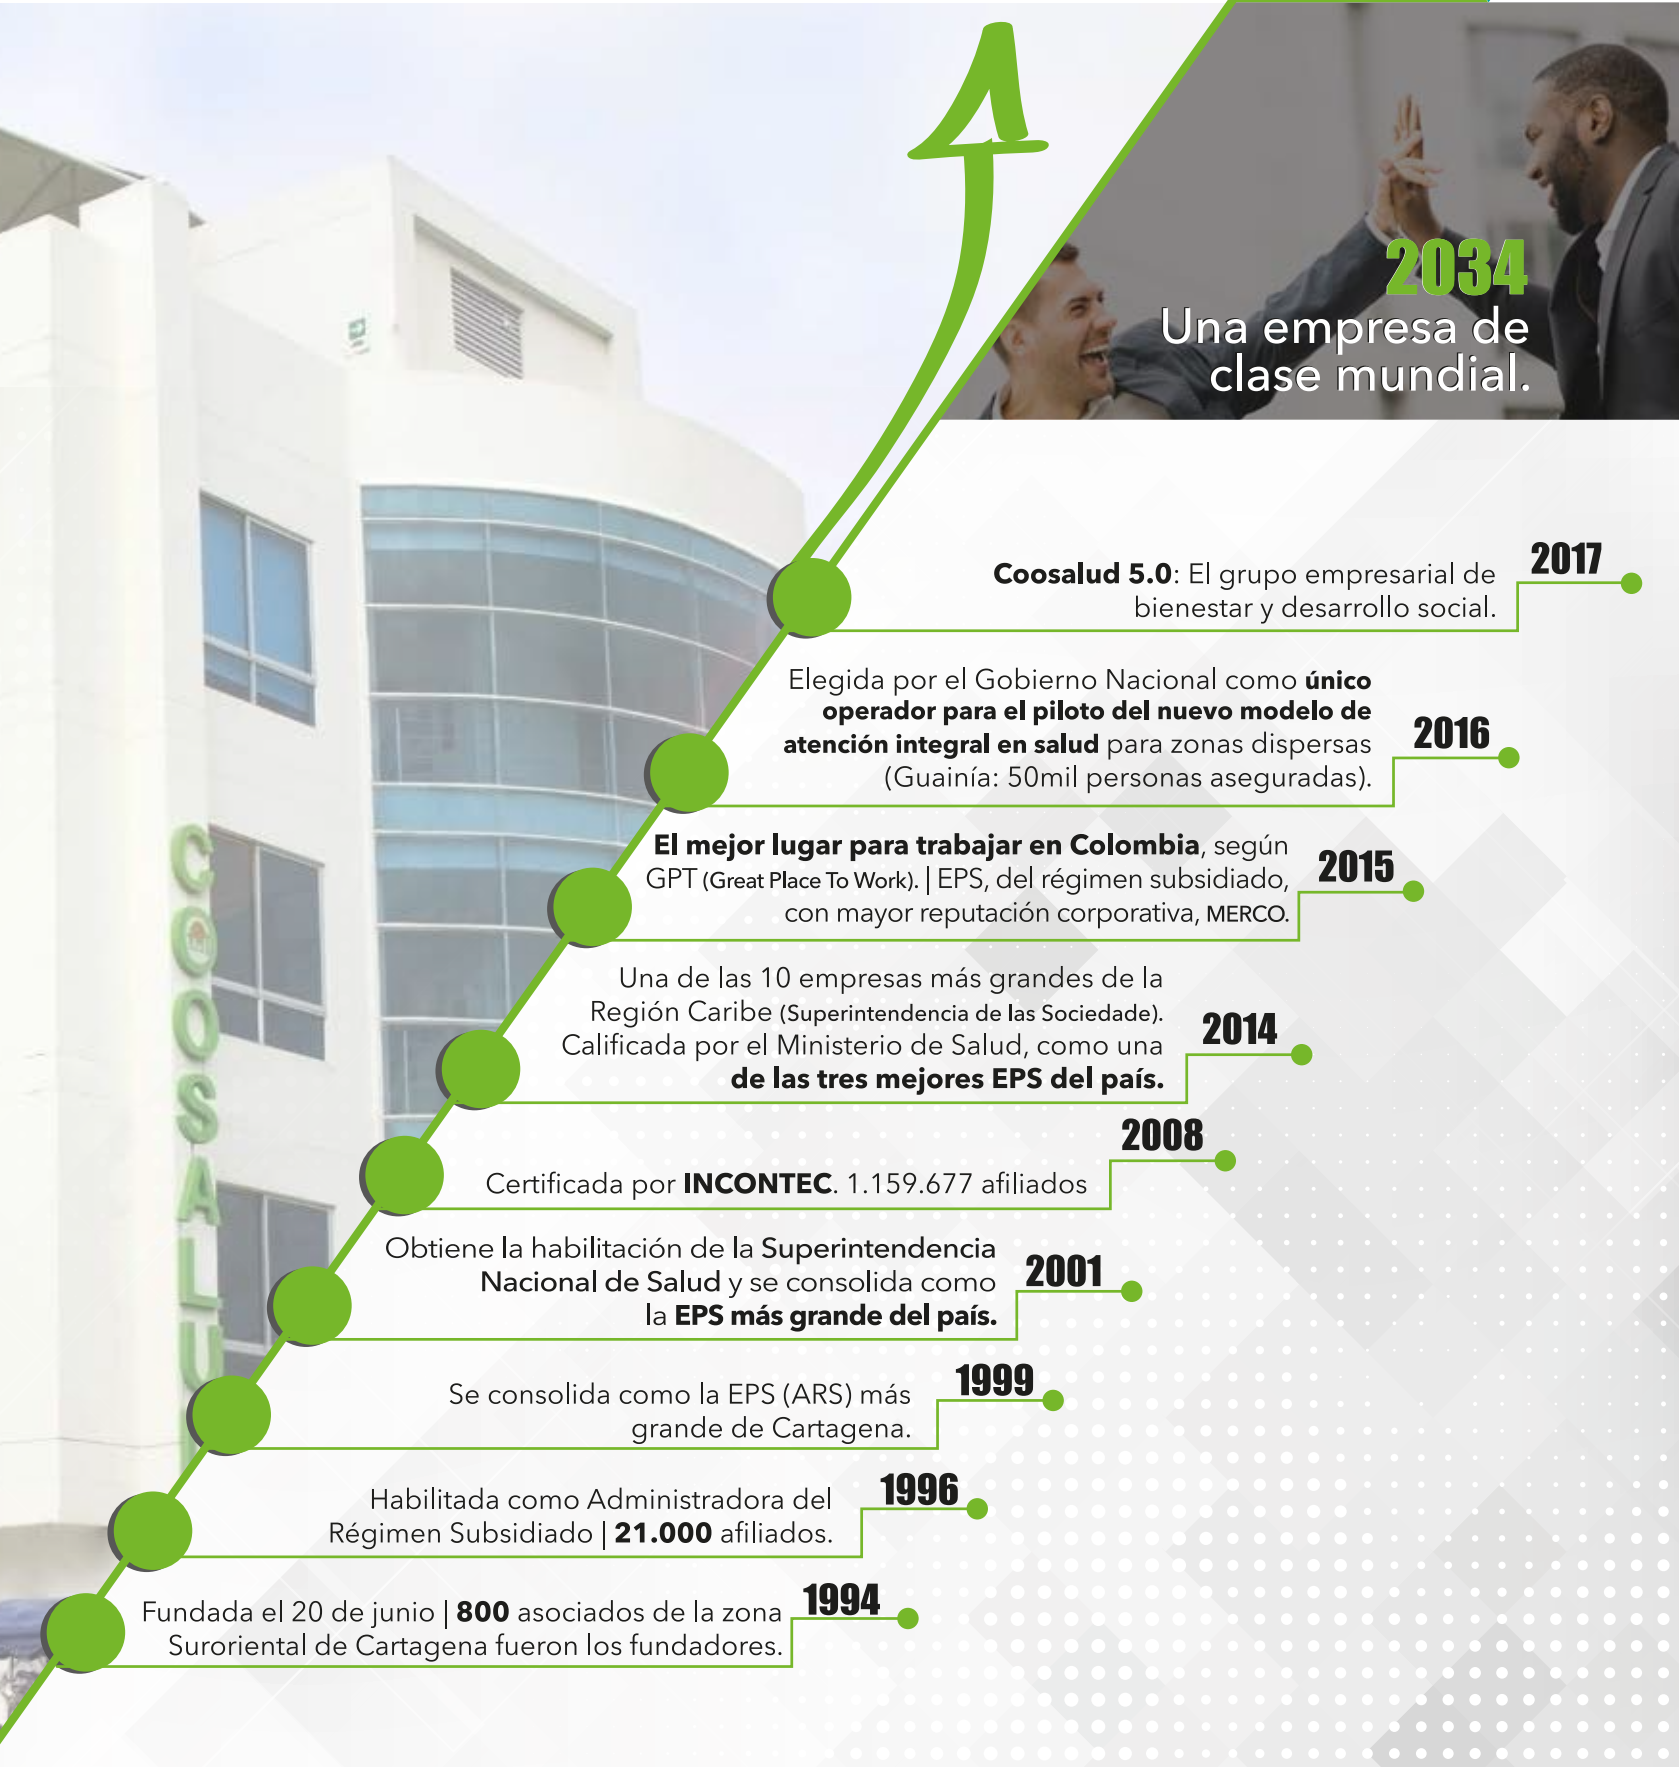 2034
Una empresa de
clase mundial.
2017
Coosalud 5.0: El grupo empresarial de
bienestar y desarrollo social.
2016
Elegida por el Gobierno Nacional como único
operador para el piloto del nuevo modelo de
atención integral en salud para zonas dispersas
(Guainía: 50mil personas aseguradas).
2015
El mejor lugar para trabajar en Colombia, según
GPT (Great Place To Work). | EPS, del régimen subsidiado,
con mayor reputación corporativa, MERCO.
2014
Una de las 10 empresas más grandes de la
Región Caribe (Superintendencia de las Sociedade).
Calificada por el Ministerio de Salud, como una
de las tres mejores EPS del país.
2008
Certificada por INCONTEC. 1.159.677 afiliados
2001
Obtiene la habilitación de la Superintendencia
Nacional de Salud y se consolida como
la EPS más grande del país.
1999
Se consolida como la EPS (ARS) más
grande de Cartagena.
1996
Habilitada como Administradora del
Régimen Subsidiado | 21.000 afiliados.
1994
Fundada el 20 de junio | 800 asociados de la zona
Suroriental de Cartagena fueron los fundadores.
COOSALU